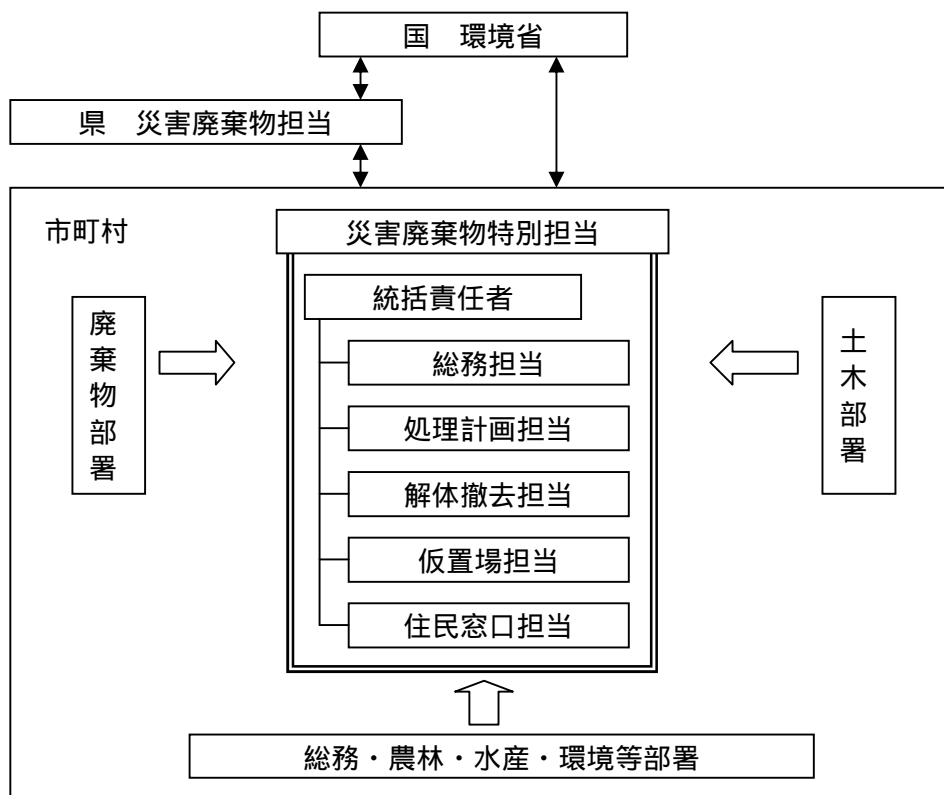 国　環境省
県　災害廃棄物担当
市町村
災害廃棄物特別担当
統括責任者
廃棄物部署
総務担当
処理計画担当
解体撤去担当
仮置場担当
住民窓口担当
土木部署
総務・農林・水産・環境等部署